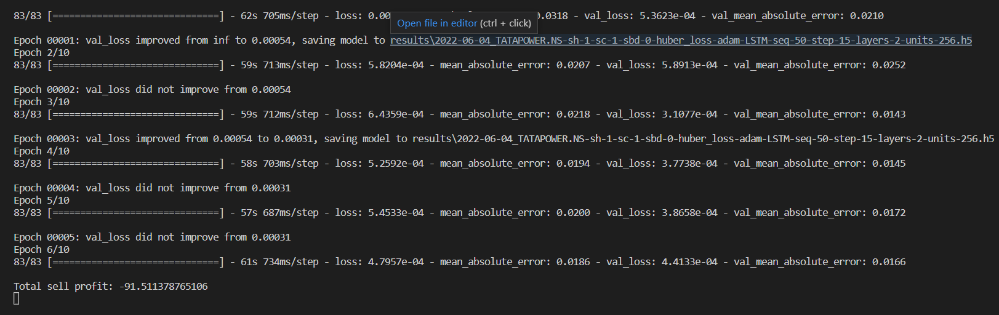 83/83 [==============================] - 62s 705ms/step - loss: 0.00 0.0318 - val_loss: 5.3623e-04 - val_mean_absolute_error: 0.0210
Open file in editor (ctrl + click)
Epoch 00001: val_loss improved from inf to 0.00054, saving model to results\2022-06-04_TATAPOWER.NS-sh-1-sc-1-sbd-0-huber_loss-adam-LSTM-seq-50-step-15-layers-2-units-256.h5
Epoch 2/10
83/83 [==============================] - 59s 713ms/step - loss: 5.8204e-04 - mean_absolute_error: 0.0207 - val_loss: 5.8913e-04 - val_mean_absolute_error: 0.0252
Epoch 00002: val_loss did not improve from 0.00054
Epoch 3/10
83/83 [==============================] - 59s 712ms/step - loss: 6.4359e-04 - mean_absolute_error: 0.0218 - val_loss: 3.1077e-04 - val_mean_absolute_error: 0.0143
Epoch 00003: val_loss improved from 0.00054 to 0.00031, saving model to results\2022-06-04_TATAPOWER.NS-sh-1-sc-1-sbd-0-huber_loss-adam-LSTM-seq-50-step-15-layers-2-units-256.h5
Epoch 4/10
83/83 [==============================] - 58s 703ms/step - loss: 5.2592e-04 - mean_absolute_error: 0.0194 - val_loss: 3.7738e-04 - val_mean_absolute_error: 0.0145
Epoch 00004: val_loss did not improve from 0.00031
Epoch 5/10
83/83 [==============================] - 57s 687ms/step - loss: 5.4533e-04 - mean_absolute_error: 0.0200 - val_loss: 3.8658e-04 - val_mean_absolute_error: 0.0172
Epoch 00005: val_loss did not improve from 0.00031
Epoch 6/10
83/83 [==============================] - 61s 734ms/step - loss: 4.7957e-04 - mean_absolute_error: 0.0186 - val_loss: 4.4133e-04 - val_mean_absolute_error: 0.0166
Total sell profit: -91.511378765106